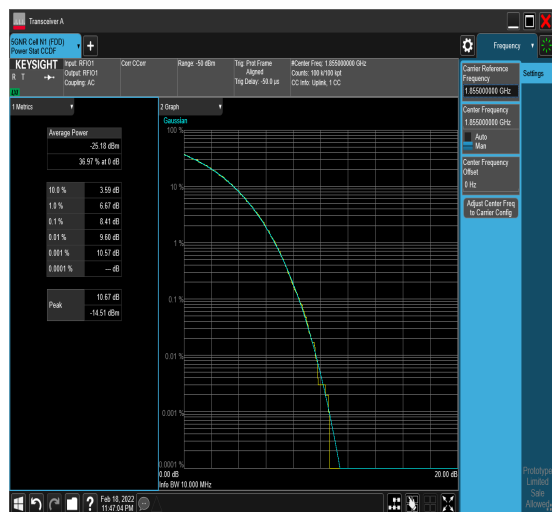 Transceiver A
5GNR Cell N1 (FDD)
Power Stat CCDF
Frequency
KEYSIGHT
R T
Input: RFIO1
Output: RFIO1
Coupling: AC
Corr CCorr
Range: -50 dBm
Trig: Prdt Frame
Aligned
Trig Delay: -50.0 µs
#Center Freq: 1.855000000 GHz
Counts: 100 k/100 kpt
CC Info: Uplink, 1 CC
Carrier Reference
Frequency
1.855000000 GHz
Settings
Center Frequency
1.855000000 GHz
Auto
Man
Center Frequency
Offset
0 Hz
Adjust Center Freq
to Carrier Config
1 Metrics
Average Power
-25.18 dBm
36.97 % at 0 dB
10.0 % 3.59 dB
1.0 % 6.67 dB
0.1 % 8.41 dB
0.01 % 9.60 dB
0.001 % 10.57 dB
0.0001 % --- dB
Peak
10.67 dB
-14.51 dBm
2 Graph
Gaussian
100 %
10 %
1 %
0.1 %
0.01 %
0.001 %
0.0001 %
0.00 dB
20.00 dB
Info BW 10.000 MHz
Prototype
Limited
Sale
Allowed
?
Feb 18, 2022
11:47:04 PM